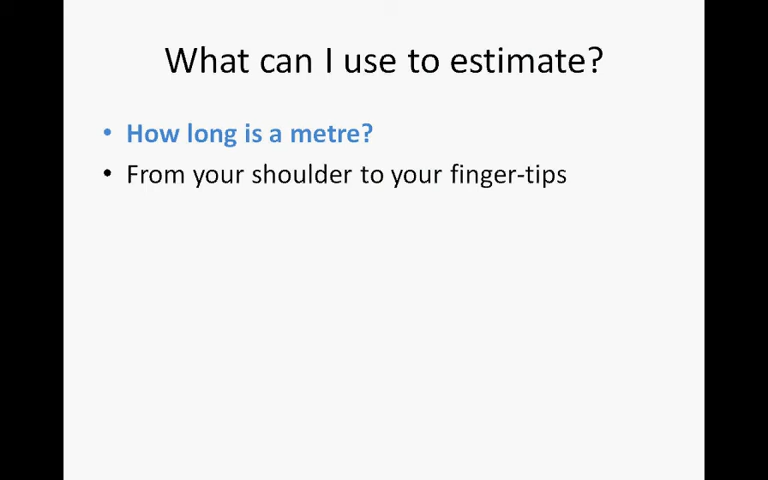 What can I use to estimate?
• How long is a metre?
• From your shoulder to your finger-tips